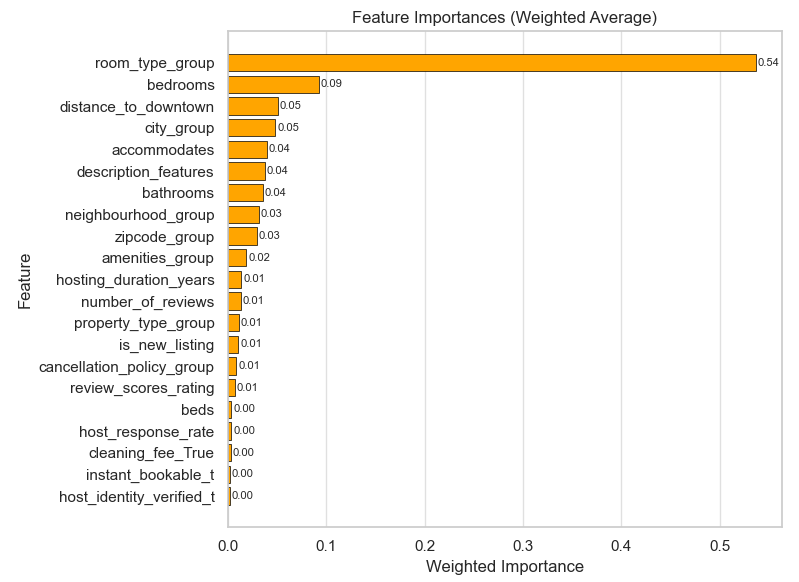 Feature Importances (Weighted Average)
room_type_group 0.54
bedrooms 0.09
distance_to_downtown 0.05
city_group 0.05
accommodates 0.04
description_features 0.04
bathrooms 0.04
neighbourhood_group 0.03
zipcode_group 0.03
amenities_group 0.02
hosting_duration_years 0.01
number_of_reviews 0.01
property_type_group 0.01
is_new_listing 0.01
cancellation_policy_group 0.01
review_scores_rating 0.01
beds 0.00
host_response_rate 0.00
cleaning_fee_True 0.00
instant_bookable_t 0.00
host_identity_verified_t 0.00
Feature
0.0 0.1 0.2 0.3 0.4 0.5
Weighted Importance